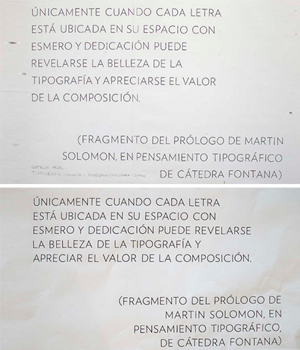 ÚNICAMENTE CUANDO CADA LETRA
ESTÁ UBICADA EN SU ESPACIO CON
ESMERO Y DEDICACIÓN PUEDE
REVELARSE LA BELLEZA DE LA
TIPOGRAFÍA Y APRECIARSE EL VALOR
DE LA COMPOSICIÓN.
(FRAGMENTO DEL PRÓLOGO DE MARTIN
SOLOMON, EN PENSAMIENTO TIPOGRÁFICO
DE CÁTEDRA FONTANA)
ÚNICAMENTE CUANDO CADA LETRA
ESTÁ UBICADA EN SU ESPACIO CON
ESMERO Y DEDICACIÓN PUEDE REVELARSE
LA BELLEZA DE LA TIPOGRAFÍA Y
APRECIAR EL VALOR DE LA COMPOSICIÓN.
(FRAGMENTO DEL PRÓLOGO DE
MARTIN SOLOMON, EN
PENSAMIENTO TIPOGRÁFICO,
DE CÁTEDRA FONTANA)